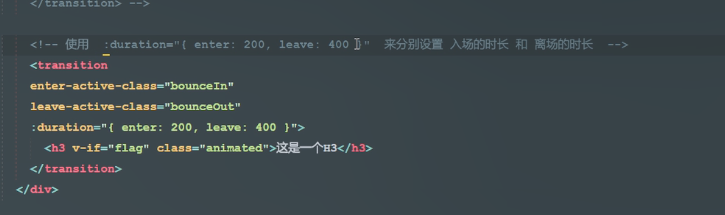 </transition> -->
<!-- 使用  :duration="{ enter: 200, leave: 400 }"  来分别设置 入场的时长 和 离场的时长  -->
<transition
enter-active-class="bounceIn"
leave-active-class="bounceOut"
:duration="{ enter: 200, leave: 400 }">
<h3 v-if="flag" class="animated">这是一个H3</h3>
</transition>
</div>